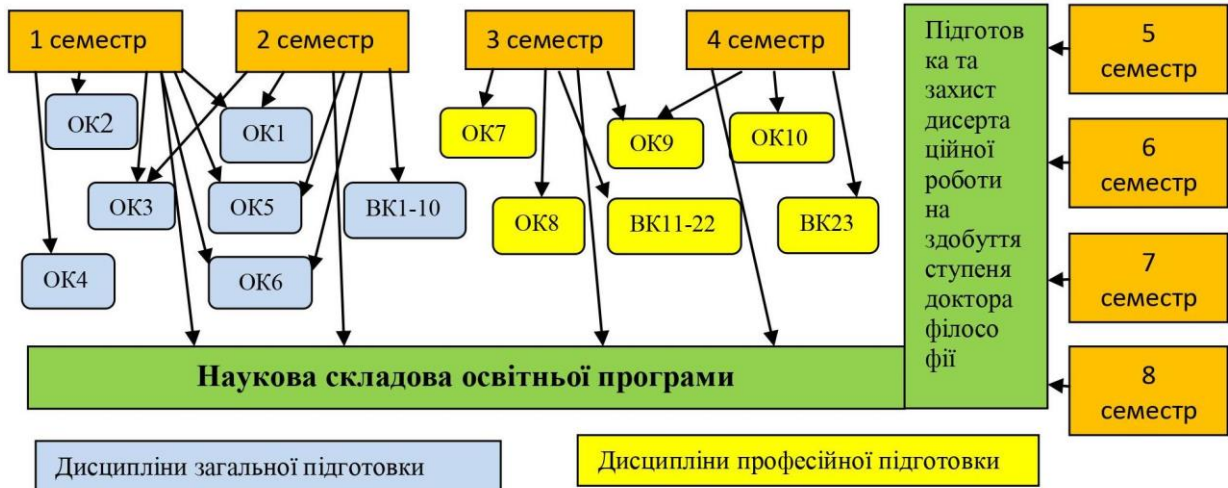 1 семестр
2 семестр
3 семестр
4 семестр
ОК2
ОК1
ОК3
ОК5
ВК1-10
ОК4
ОК6
ОК7
ОК9
ОК10
ОК8
ВК11-22
ВК23
Підготов
ка та
захист
дисерта
ційної
роботи
на
здобуття
ступеня
доктора
філосо
фії
5
семестр
6
семестр
7
семестр
8
семестр
Наукова складова освітньої програми
Дисципліни загальної підготовки
Дисципліни професійної підготовки